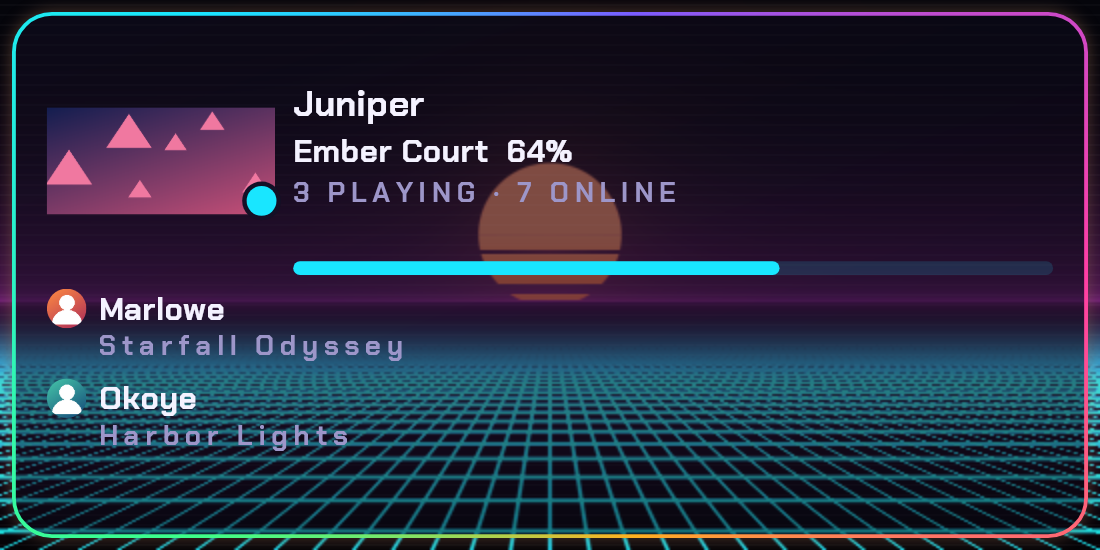 Juniper
Ember Court 64%
3 PLAYING · 7 ONLINE
Marlowe
Starfall Odyssey
Okoye
Harbor Lights